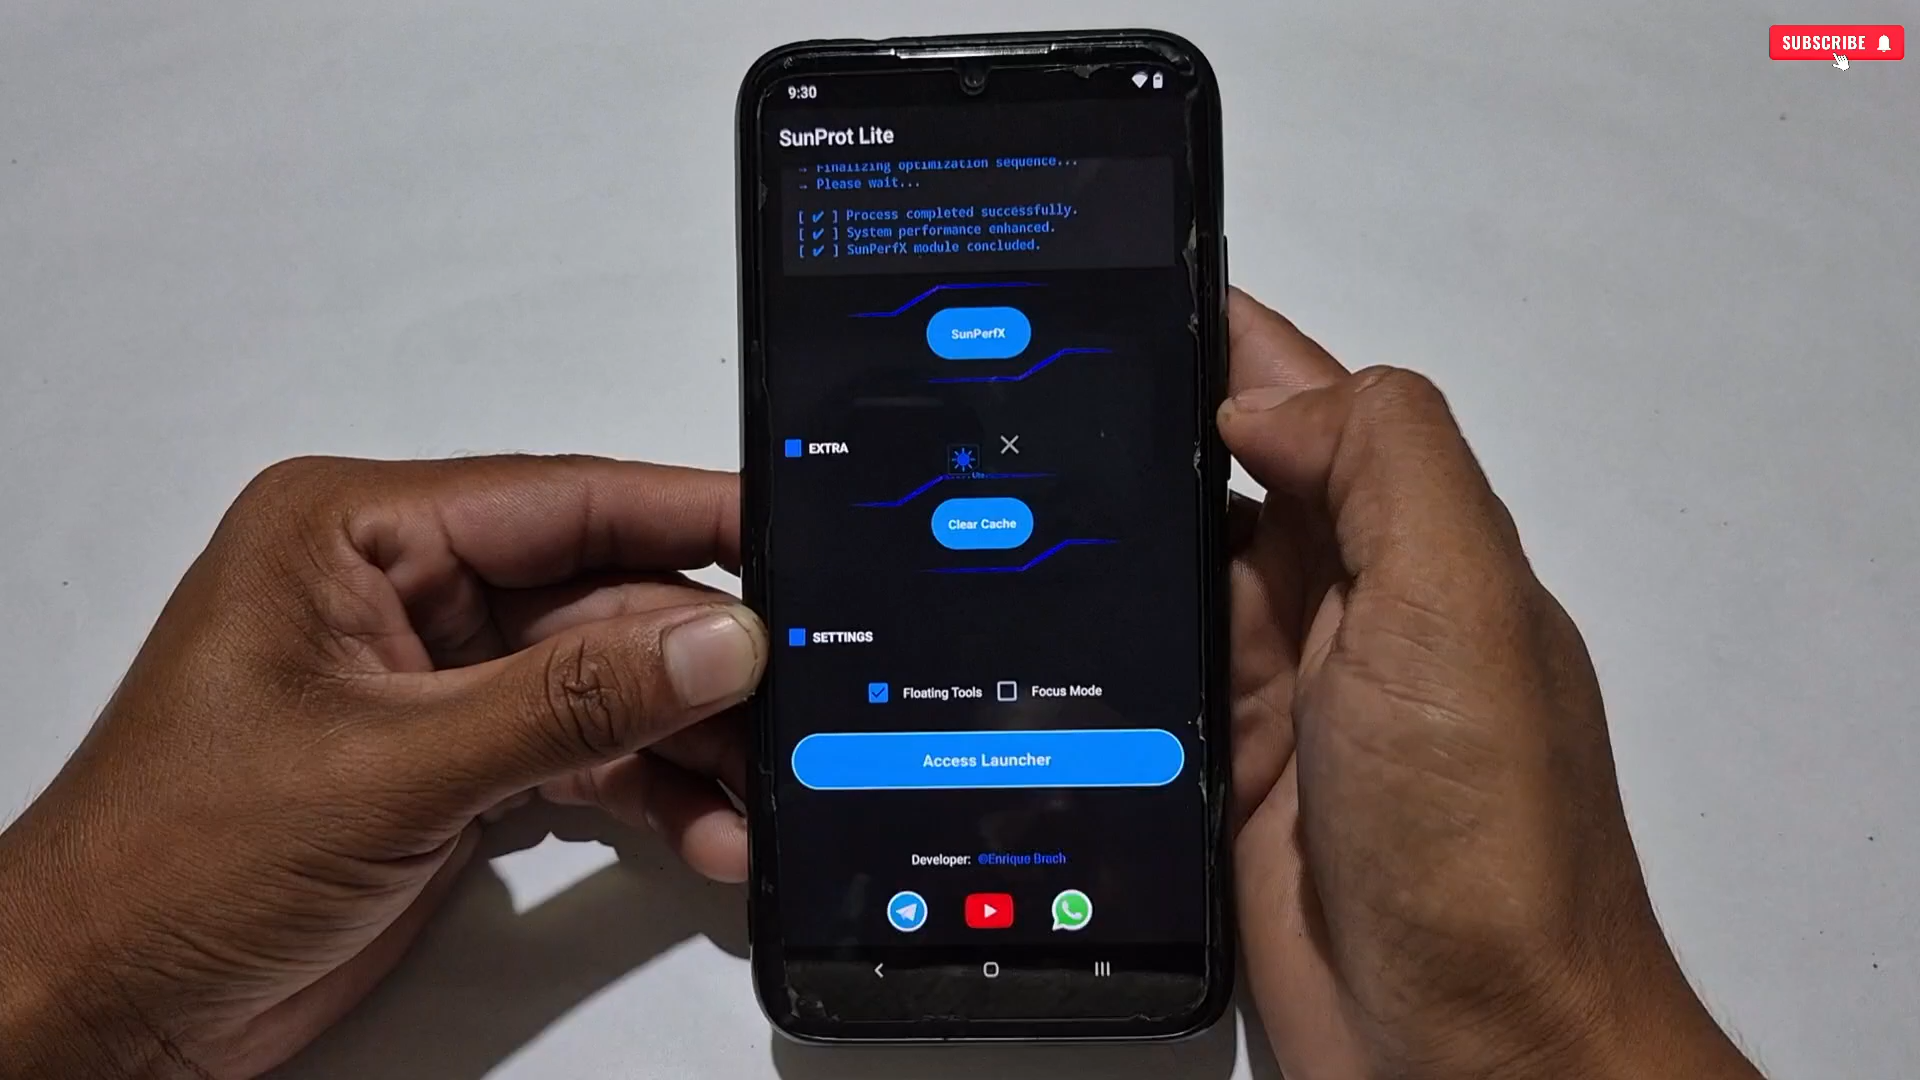 SUBSCRIBE
9:30
SunProt Lite
→ Finalizing optimization sequence...
→ Please wait...
[ ✔ ] Process completed successfully.
[ ✔ ] System performance enhanced.
[ ✔ ] SunPerfX module concluded.
SunPerfX
EXTRA
Lite
Clear Cache
SETTINGS
Floating Tools
Focus Mode
Access Launcher
Developer: @Enrique Brach